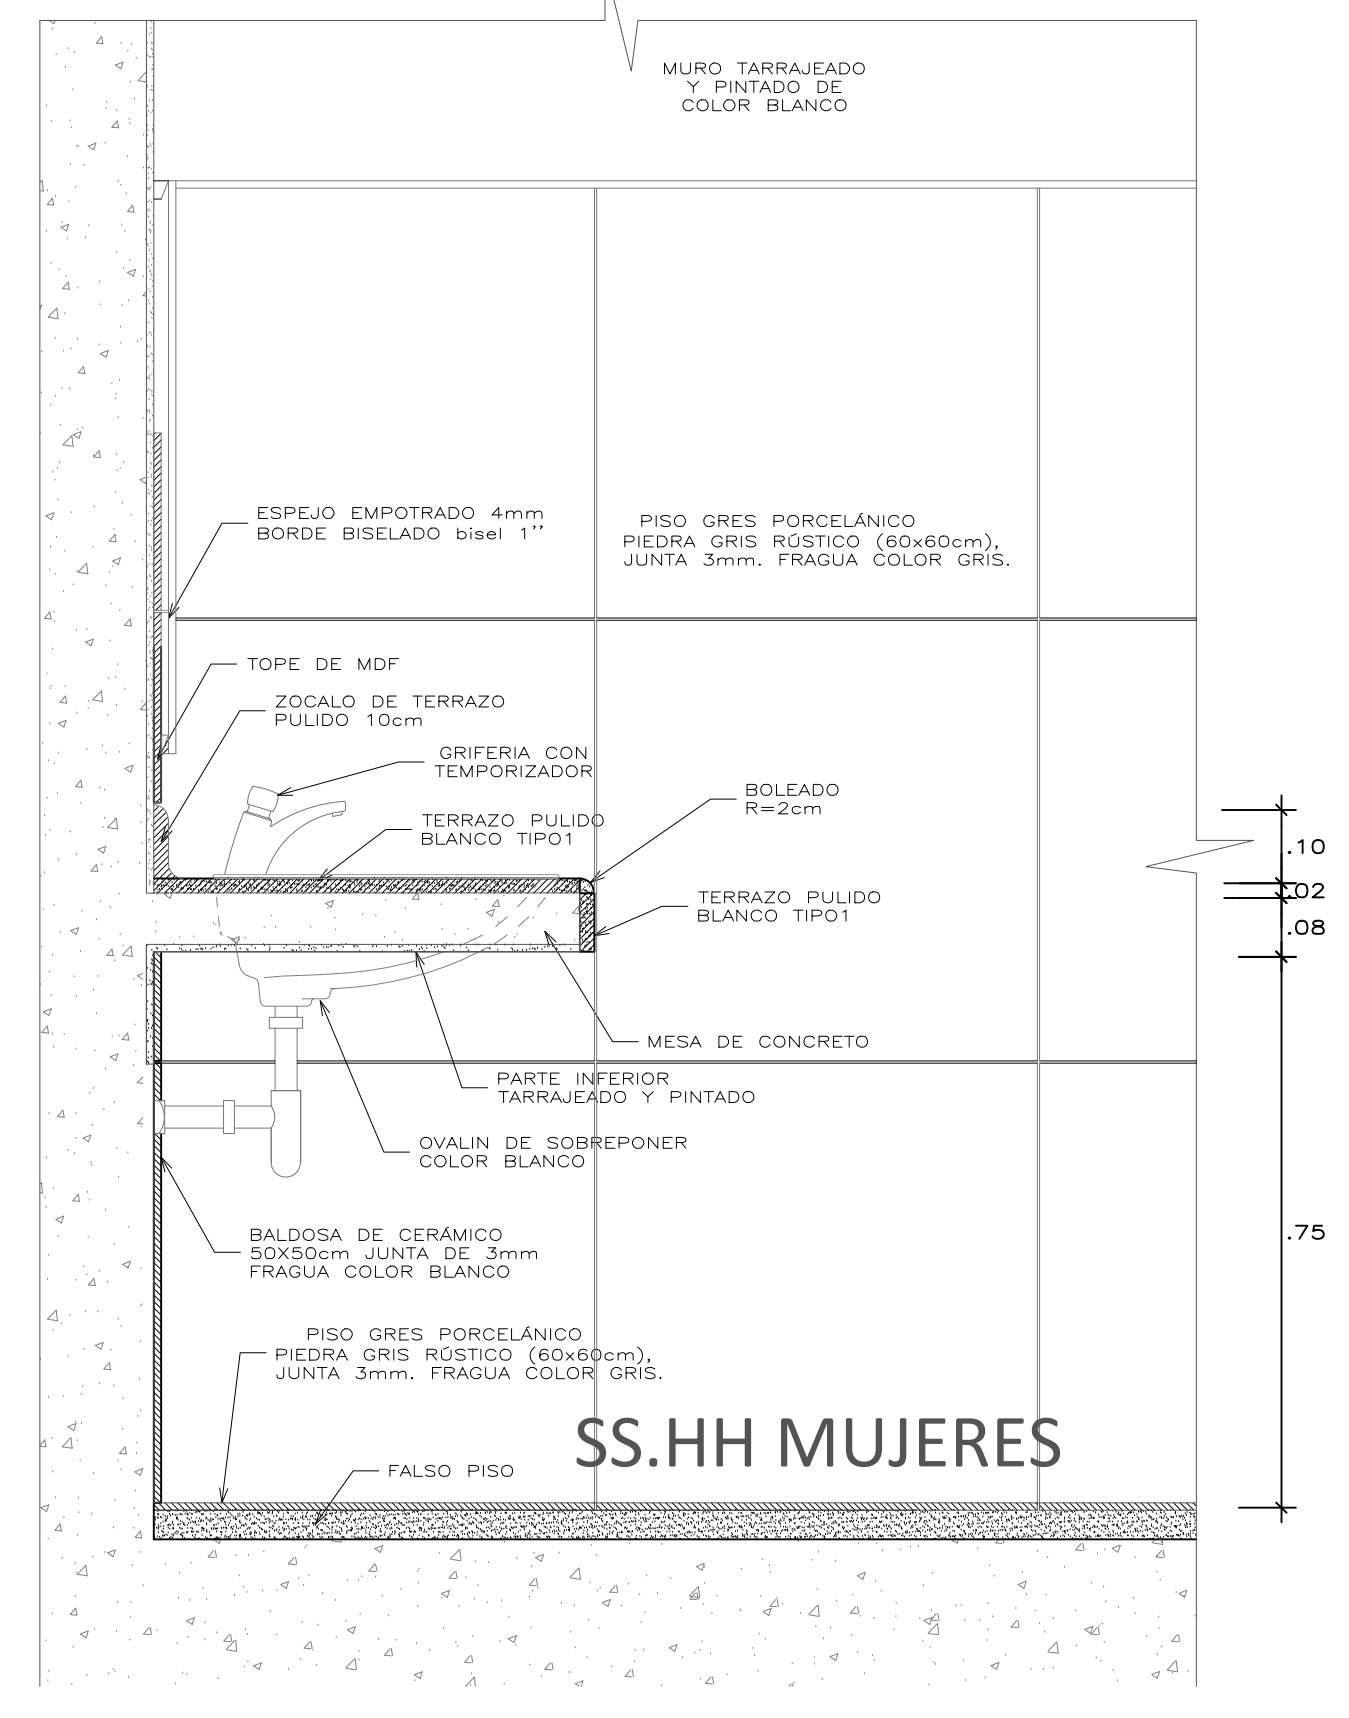 MURO TARRAJEADO
Y PINTADO DE
COLOR BLANCO
ESPEJO EMPOTRADO 4mm
BORDE BISELADO bisel 1''
PISO GRES PORCELÁNICO
PIEDRA GRIS RÚSTICO (60x60cm),
JUNTA 3mm. FRAGUA COLOR GRIS.
TOPE DE MDF
ZOCALO DE TERRAZO
PULIDO 10cm
GRIFERIA CON
TEMPORIZADOR
BOLEADO
R=2cm
TERRAZO PULIDO
BLANCO TIPO1
.10
.02
TERRAZO PULIDO
BLANCO TIPO1
.08
MESA DE CONCRETO
PARTE INFERIOR
TARRAJEADO Y PINTADO
OVALIN DE SOBREPONER
COLOR BLANCO
BALDOSA DE CERÁMICO
50X50cm JUNTA DE 3mm
FRAGUA COLOR BLANCO
.75
PISO GRES PORCELÁNICO
PIEDRA GRIS RÚSTICO (60x60cm),
JUNTA 3mm. FRAGUA COLOR GRIS.
SS.HH MUJERES
FALSO PISO